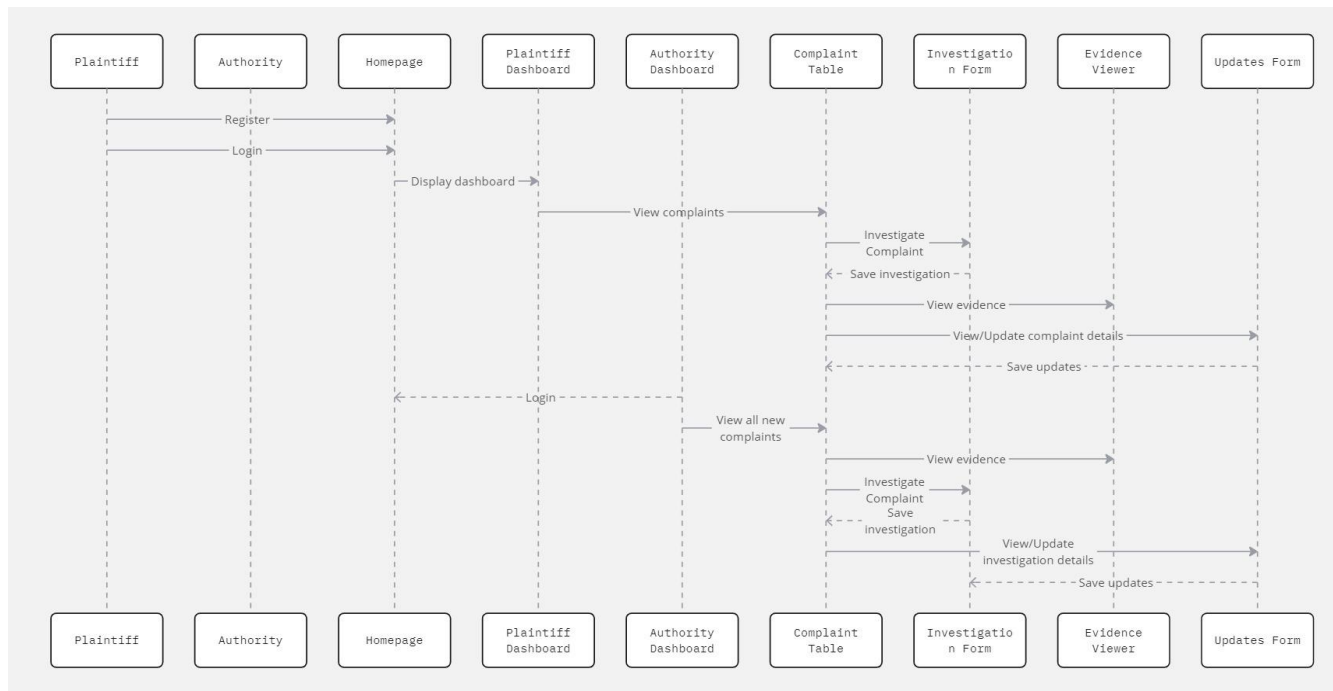 Plaintiff
Authority
Homepage
Plaintiff
Dashboard
Authority
Dashboard
Complaint
Table
Investigatio
n Form
Evidence
Viewer
Updates Form
Register
Login
Display dashboard
View complaints
Investigate
Complaint
Save investigation
View evidence
View/Update complaint details
Save updates
Login
View all new
complaints
View evidence
Investigate
Complaint
Save
investigation
View/Update
investigation details
Save updates
Plaintiff
Authority
Homepage
Plaintiff
Dashboard
Authority
Dashboard
Complaint
Table
Investigatio
n Form
Evidence
Viewer
Updates Form